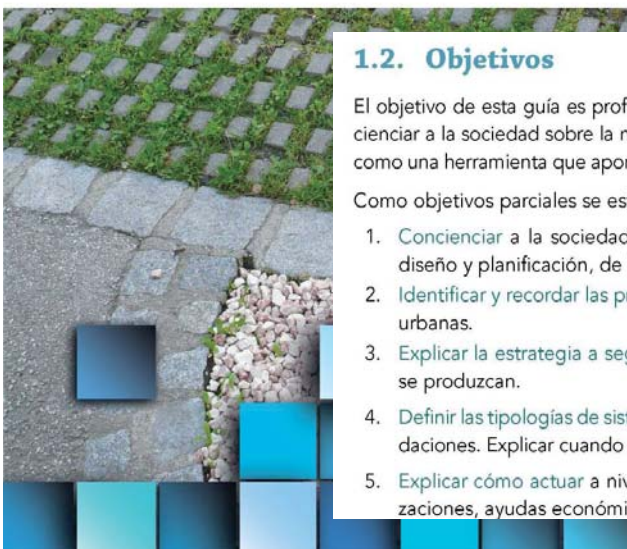 1.2. Objetivos
El objetivo de esta guía es prof
cienciar a la sociedad sobre la
como una herramienta que apor
Como objetivos parciales se es
1. Concienciar a la sociedad
diseño y planificación, de
2. Identificar y recordar las pr
urbanas.
3. Explicar la estrategia a seg
se produzcan.
4. Definir las tipologías de sis
daciones. Explicar cuando
5. Explicar cómo actuar a niv
zaciones, ayudas económi